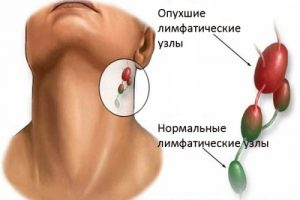 Опухшие
лимфатические
узлы
Нормальные
лимфатические узлы